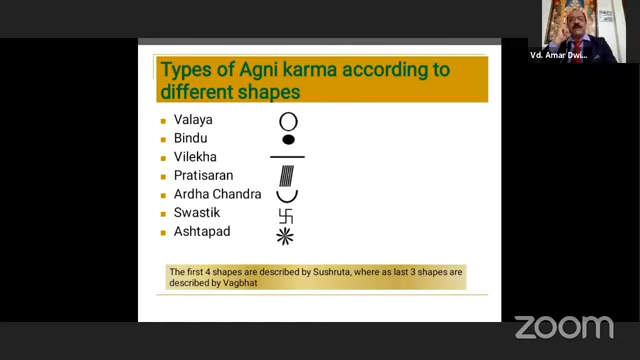 Types of Agni karma according to
different shapes
Valaya
Bindu
Vilekha
Pratisaran
Ardha Chandra
Swastik
Ashtapad
The first 4 shapes are described by Sushruta, where as last 3 shapes are
described by Vagbhat
Vd. Amar Dwi...
zoom